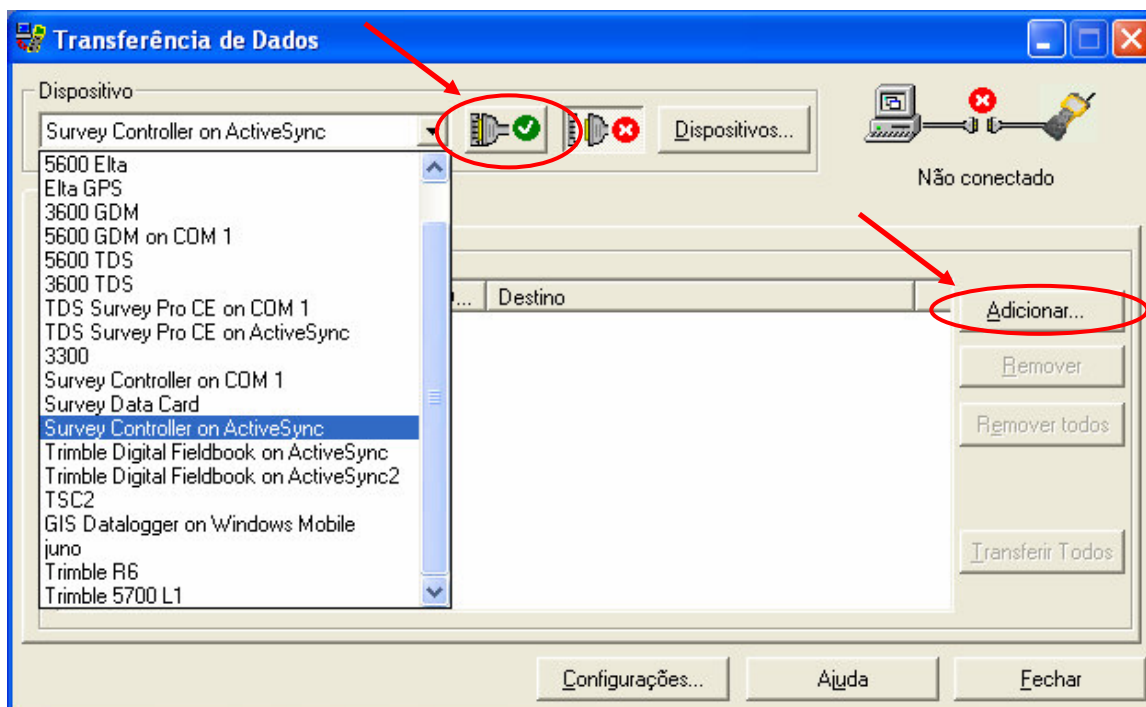 Transferência de Dados
Dispositivo
Survey Controller on ActiveSync
Dispositivos...
Não conectado
5600 Elta
Elta GPS
3600 GDM
5600 GDM on COM 1
5600 TDS
3600 TDS
TDS Survey Pro CE on COM 1
TDS Survey Pro CE on ActiveSync
3300
Survey Controller on COM 1
Survey Data Card
Survey Controller on ActiveSync
Trimble Digital Fieldbook on ActiveSync
Trimble Digital Fieldbook on ActiveSync2
TSC2
GIS Datalogger on Windows Mobile
juno
Trimble R6
Trimble 5700 L1
... Destino
Adicionar...
Remover
Remover todos
Transferir Todos
Configurações...
Ajuda
Fechar